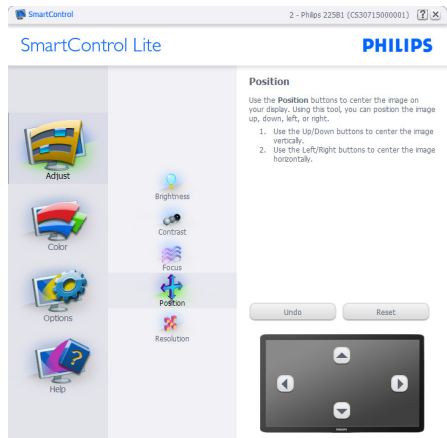 SmartControl
2 - Philips 225B1 (CS30715000001)
SmartControl Lite
PHILIPS
Adjust
Color
Options
Help
Brightness
Contrast
Focus
Position
Resolution
Position
Use the Position buttons to center the image on
your display. Using this tool, you can position the image
up, down, left, or right.
1. Use the Up/Down buttons to center the image
vertically.
2. Use the Left/Right buttons to center the image
horizontally.
Undo
Reset
PHILIPS